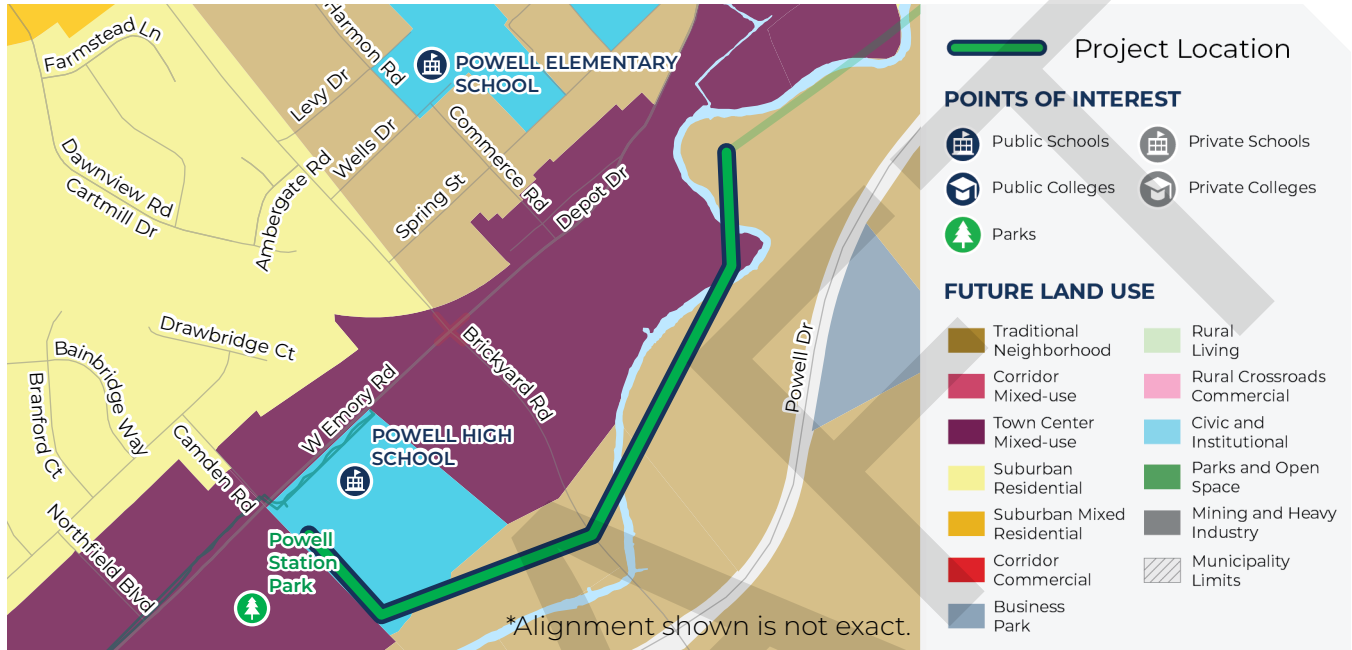 Farmstead Ln
Harmon Rd
Levy Dr
POWELL ELEMENTARY
SCHOOL
Commerce Rd
Wells Dr
Dawnview Rd
Cartmill Dr
Ambergate Rd
Spring St
Depot Dr
Drawbridge Ct
Bainbridge Way
Branford Ct
Brickyard Rd
W Emory Rd
Powell Dr
Camden Rd
POWELL HIGH
SCHOOL
Northfield Blvd
Powell
Station
Park
*Alignment shown is not exact.
Project Location
POINTS OF INTEREST
Public Schools
Private Schools
Public Colleges
Private Colleges
Parks
FUTURE LAND USE
Traditional
Neighborhood
Corridor
Mixed-use
Town Center
Mixed-use
Suburban
Residential
Suburban Mixed
Residential
Corridor
Commercial
Business
Park
Rural
Living
Rural Crossroads
Commercial
Civic and
Institutional
Parks and Open
Space
Mining and Heavy
Industry
Municipality
Limits